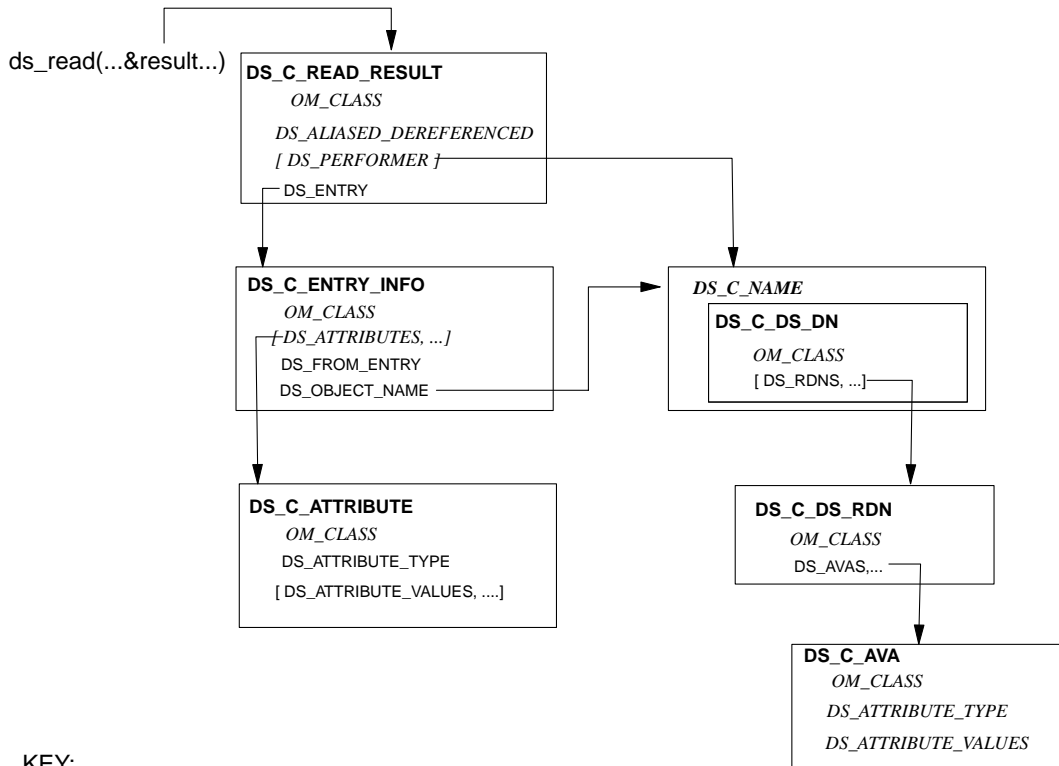 ds_read(...&result...)
DS_C_READ_RESULT
OM_CLASS
DS_ALIASED_DEREFERENCED
[ DS_PERFORMER ]
DS_ENTRY
DS_C_ENTRY_INFO
OM_CLASS
[ DS_ATTRIBUTES, ...]
DS_FROM_ENTRY
DS_OBJECT_NAME
DS_C_NAME
DS_C_DS_DN
OM_CLASS
[ DS_RDNS, ...]
DS_C_ATTRIBUTE
OM_CLASS
DS_ATTRIBUTE_TYPE
[ DS_ATTRIBUTE_VALUES, ....]
DS_C_DS_RDN
OM_CLASS
DS_AVAS,...
DS_C_AVA
OM_CLASS
DS_ATTRIBUTE_TYPE
DS_ATTRIBUTE_VALUES
KEY: